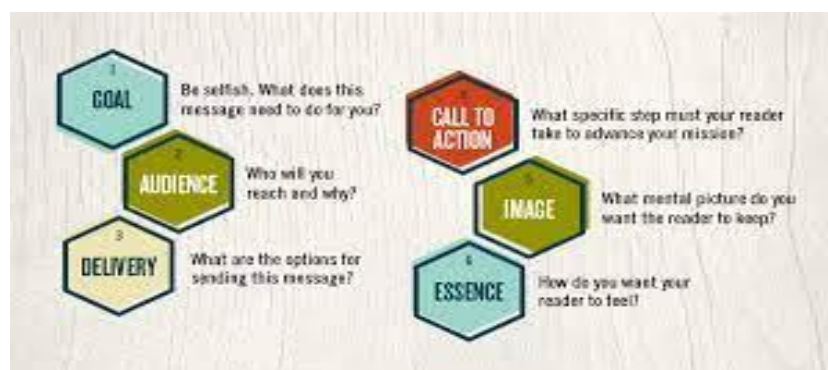 1
GOAL
Be selfish. What does this
message need to do for you?
2
AUDIENCE
Who will you
reach and why?
3
DELIVERY
What are the options for
sending this message?
4
CALL TO
ACTION
What specific step must your reader
take to advance your mission?
5
IMAGE
What mental picture do you
want the reader to keep?
6
ESSENCE
How do you want your
reader to feel?